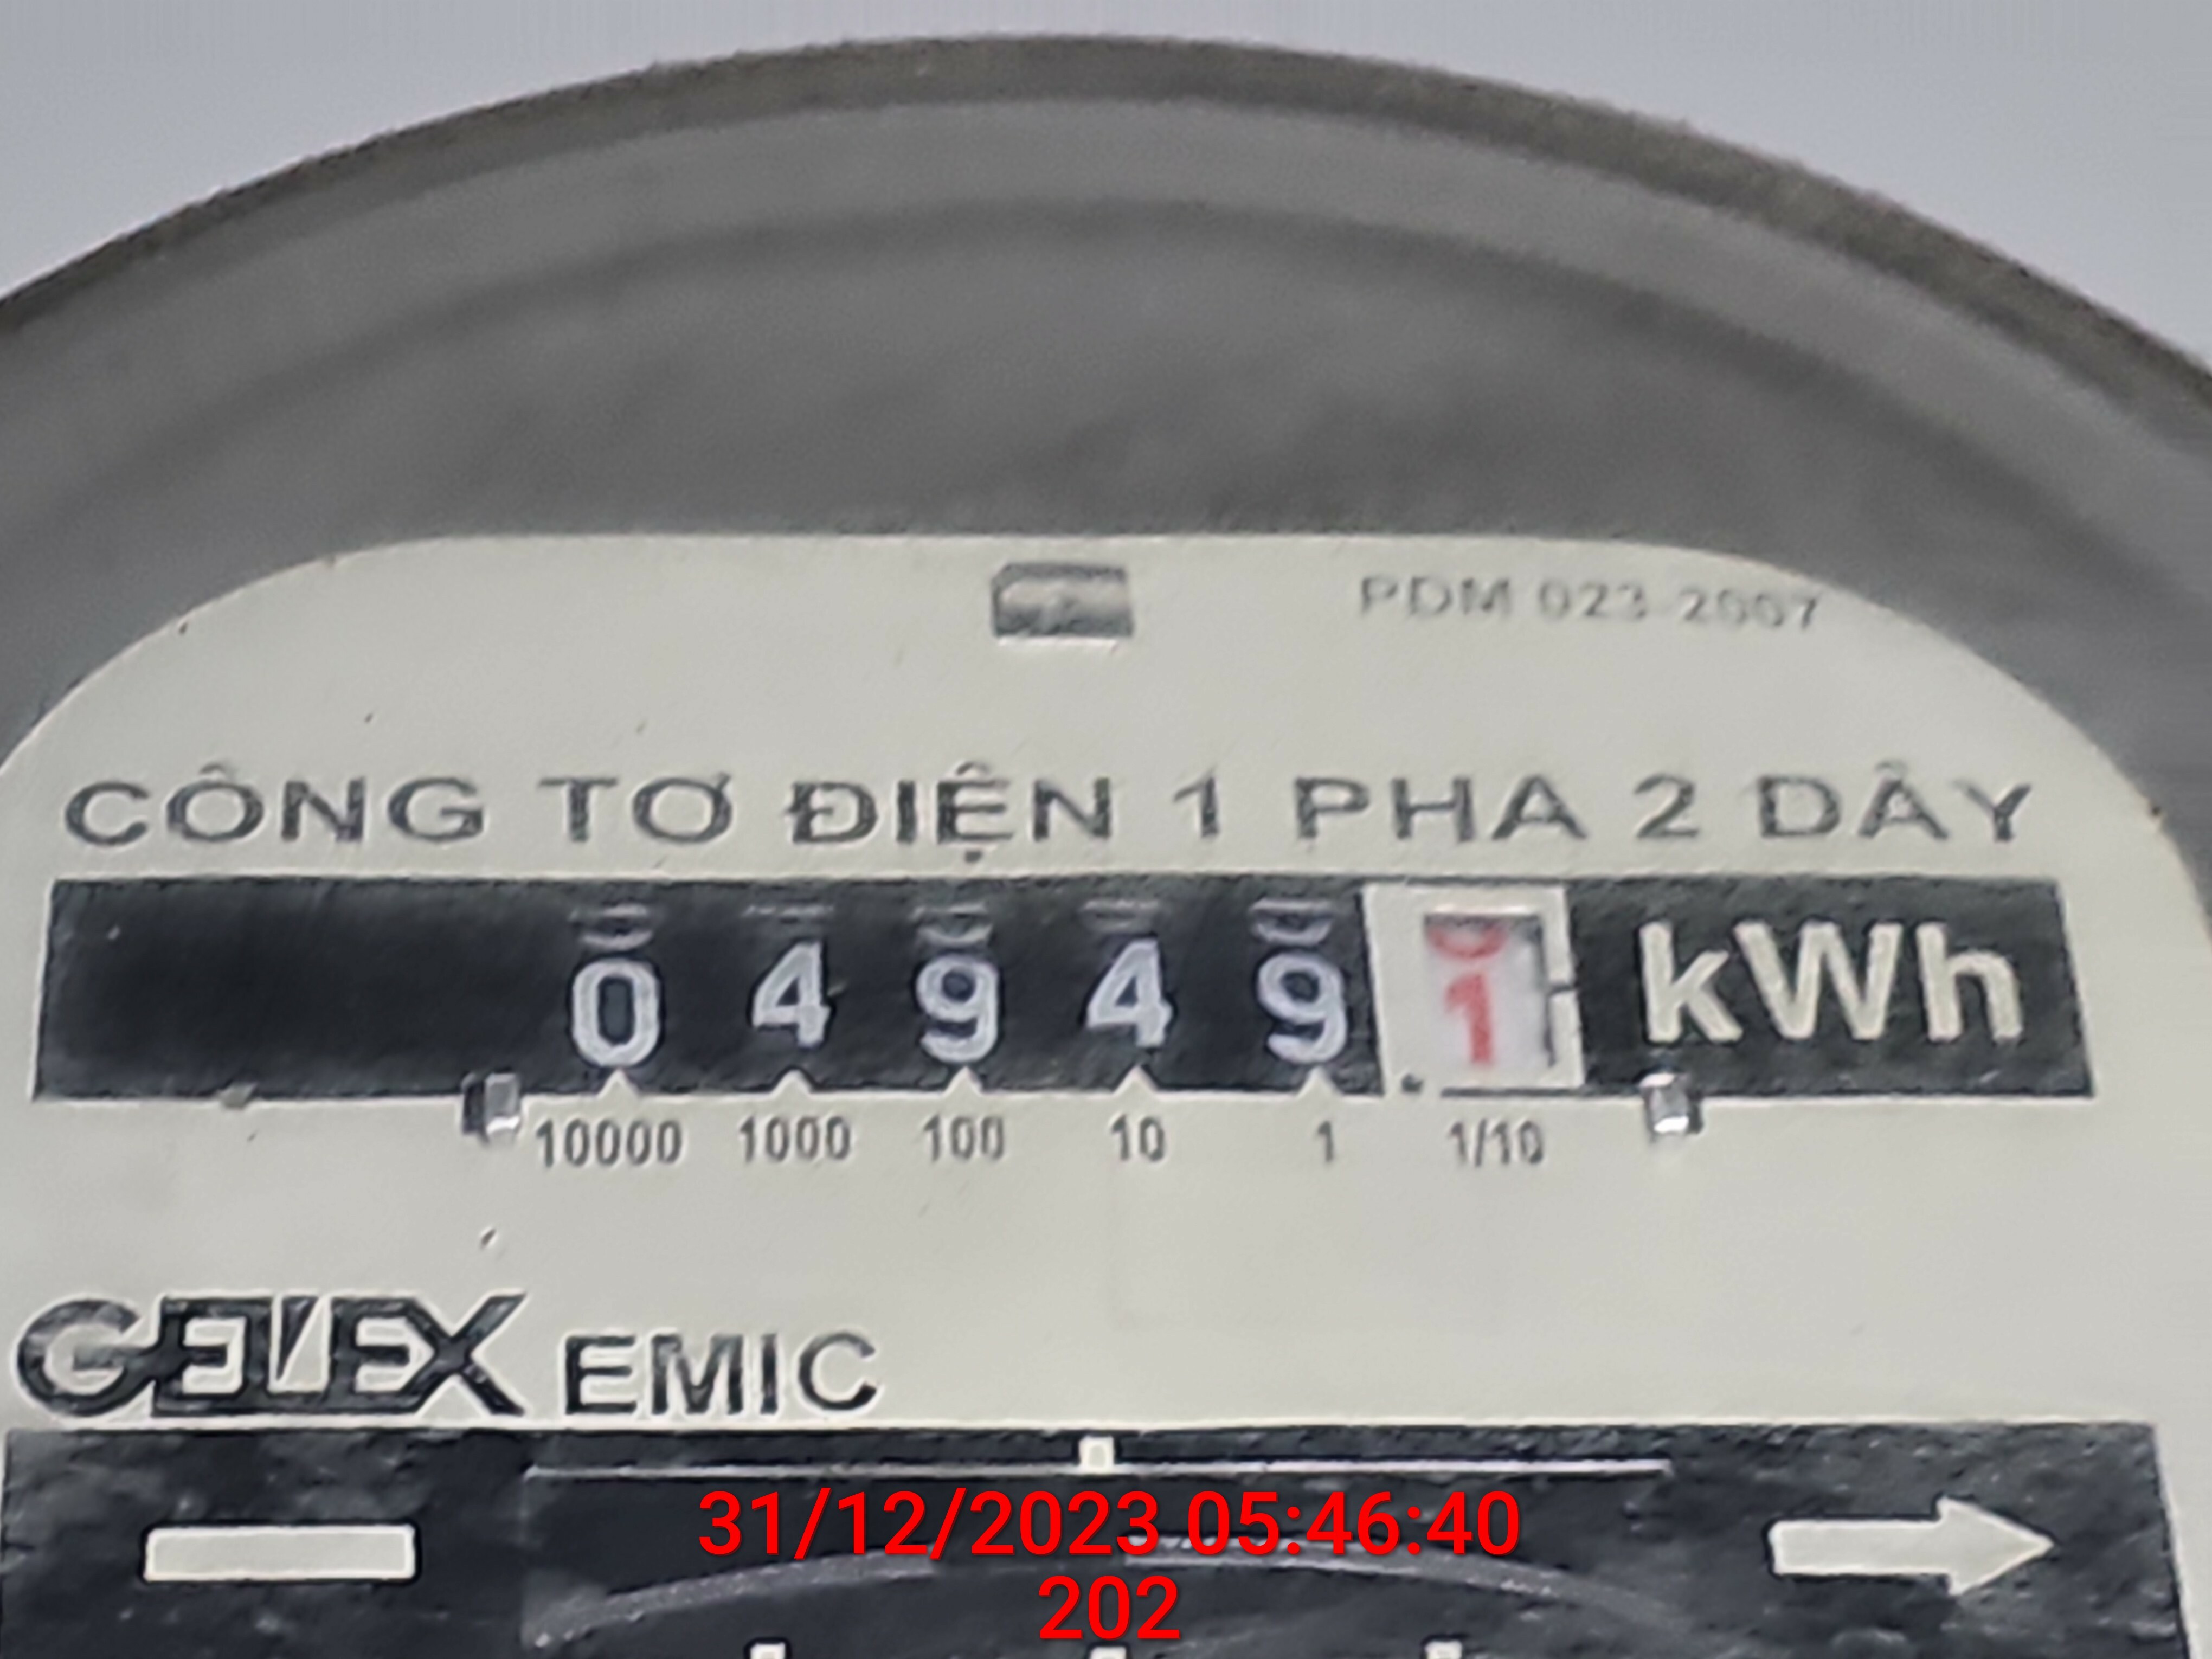 PDM 023-2007
CÔNG TƠ ĐIỆN 1 PHA 2 DÂY
0 4 9 4 9 1 kWh
10000 1000 100 10 1 1/10
GELEX EMIC
31/12/2023 05:46:40
202